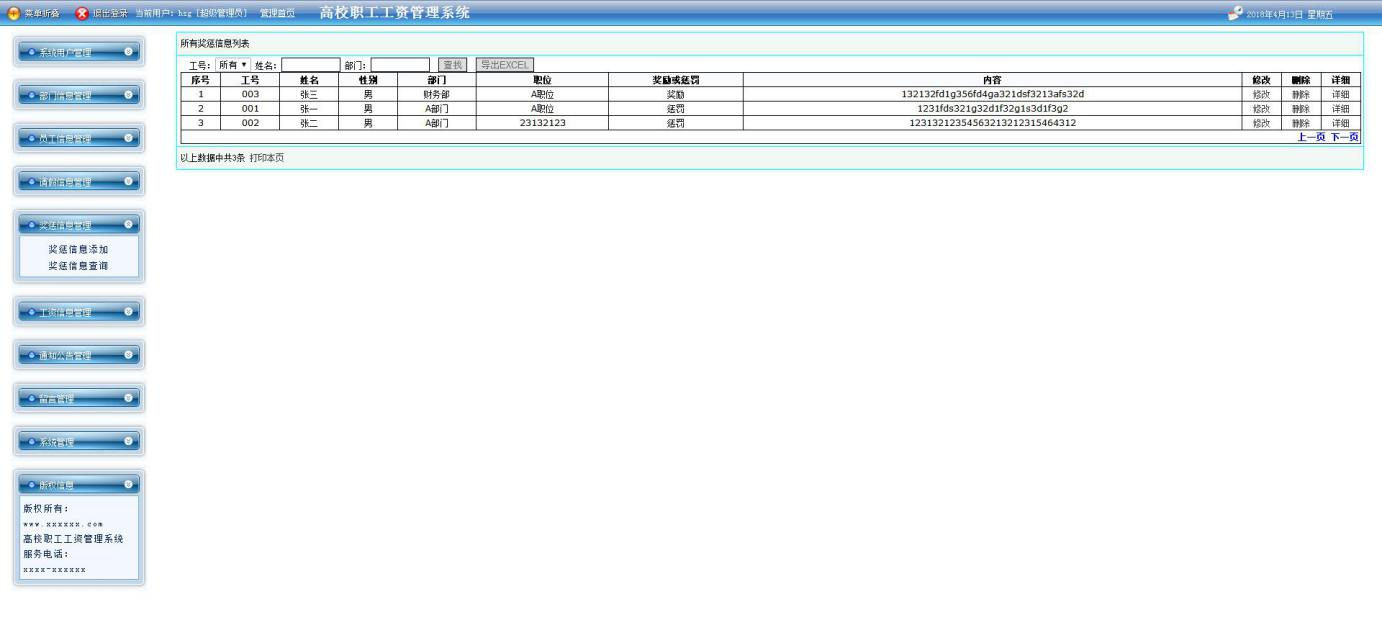 菜单折叠 退出登录 当前用户: hsg [超级管理员] 管理首页 高校职工工资管理系统 2018年4月13日 星期五
系统用户管理
部门信息管理
员工信息管理
请假信息管理
奖惩信息管理
奖惩信息添加
奖惩信息查询
工资信息管理
通知公告管理
留言管理
系统管理
版权信息
版权所有:
www.xxxxxx.com
高校职工工资管理系统
服务电话:
xxxx-xxxxxx
所有奖惩信息列表
工号: 所有 姓名: 部门: 查找 导出EXCEL
序号 工号 姓名 性别 部门 职位 奖励或惩罚 内容 修改 删除 详细
1 003 张三 男 财务部 A职位 奖励 132132fd1g356fd4ga321dsf3213afs32d 修改 删除 详细
2 001 张一 男 A部门 A职位 惩罚 1231fds321g32d1f32g1s3d1f3g2 修改 删除 详细
3 002 张二 男 A部门 23132123 惩罚 12313212354563213212315464312 修改 删除 详细
上一页 下一页
以上数据中共3条 打印本页